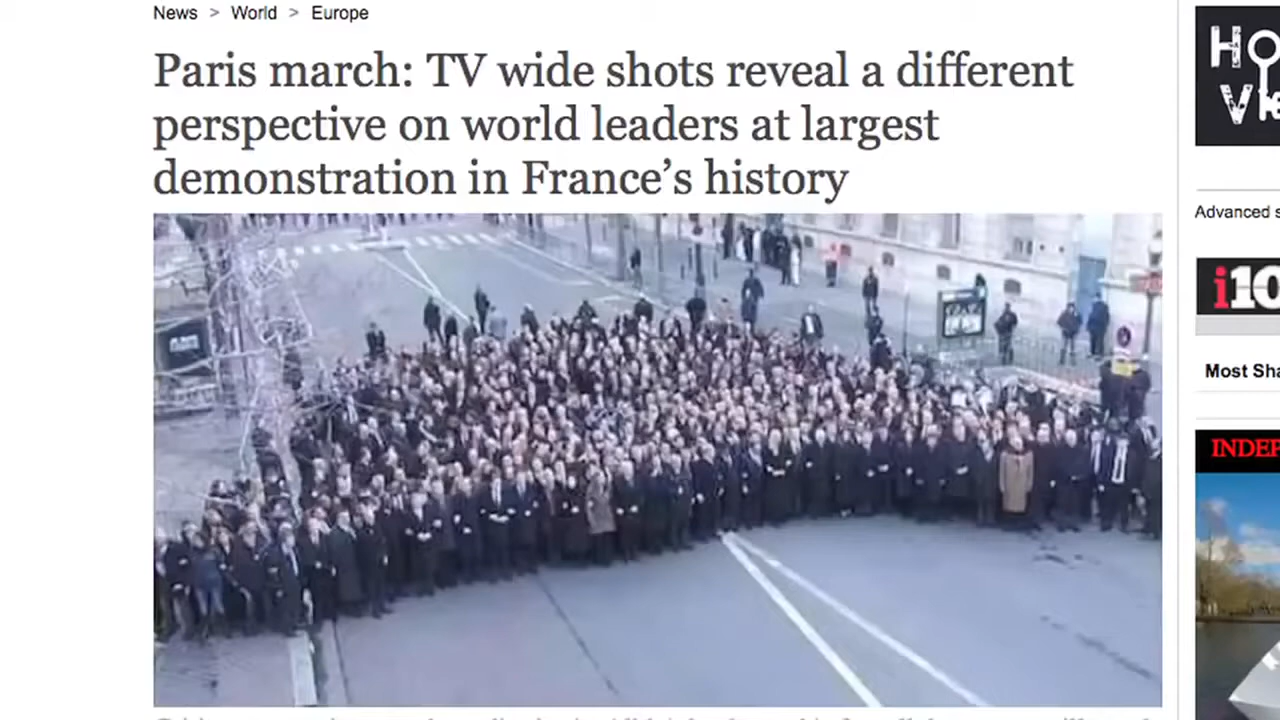 News > World > Europe
Paris march: TV wide shots reveal a different
perspective on world leaders at largest
demonstration in France's history
Advanced s
i10
Most Sha
INDEP